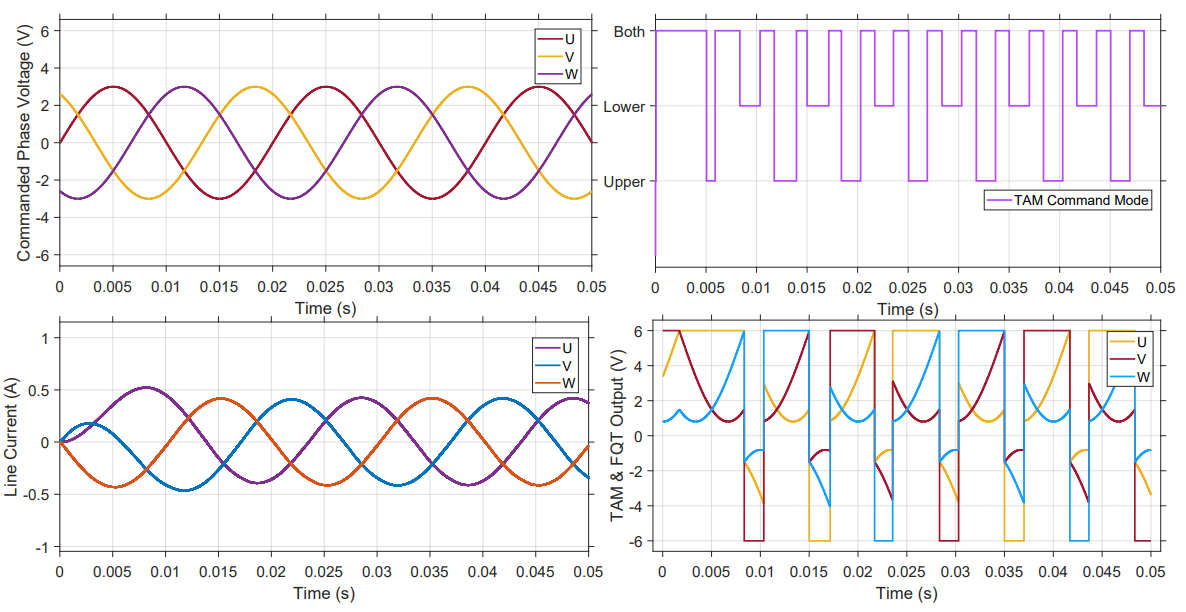 Commanded Phase Voltage (V)
6
4
2
0
-2
-4
-6
U
V
W
0 0.005 0.01 0.015 0.02 0.025 0.03 0.035 0.04 0.045 0.05
Time (s)
Both
Lower
Upper
TAM Command Mode
0 0.005 0.01 0.015 0.02 0.025 0.03 0.035 0.04 0.045 0.05
Time (s)
Line Current (A)
1
0.5
0
-0.5
-1
U
V
W
0 0.005 0.01 0.015 0.02 0.025 0.03 0.035 0.04 0.045 0.05
Time (s)
TAM & FQT Output (V)
6
4
2
0
-2
-4
-6
U
V
W
0 0.005 0.01 0.015 0.02 0.025 0.03 0.035 0.04 0.045 0.05
Time (s)